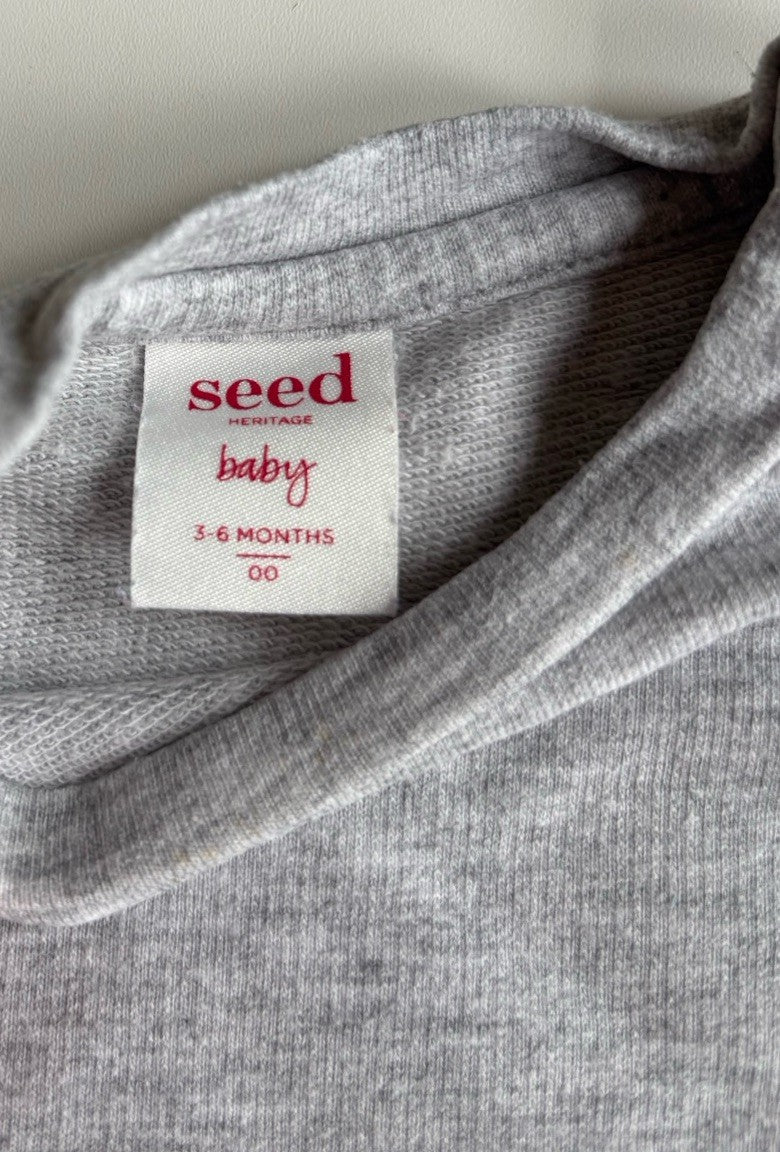 seed
HERITAGE
baby
3-6 MONTHS
00